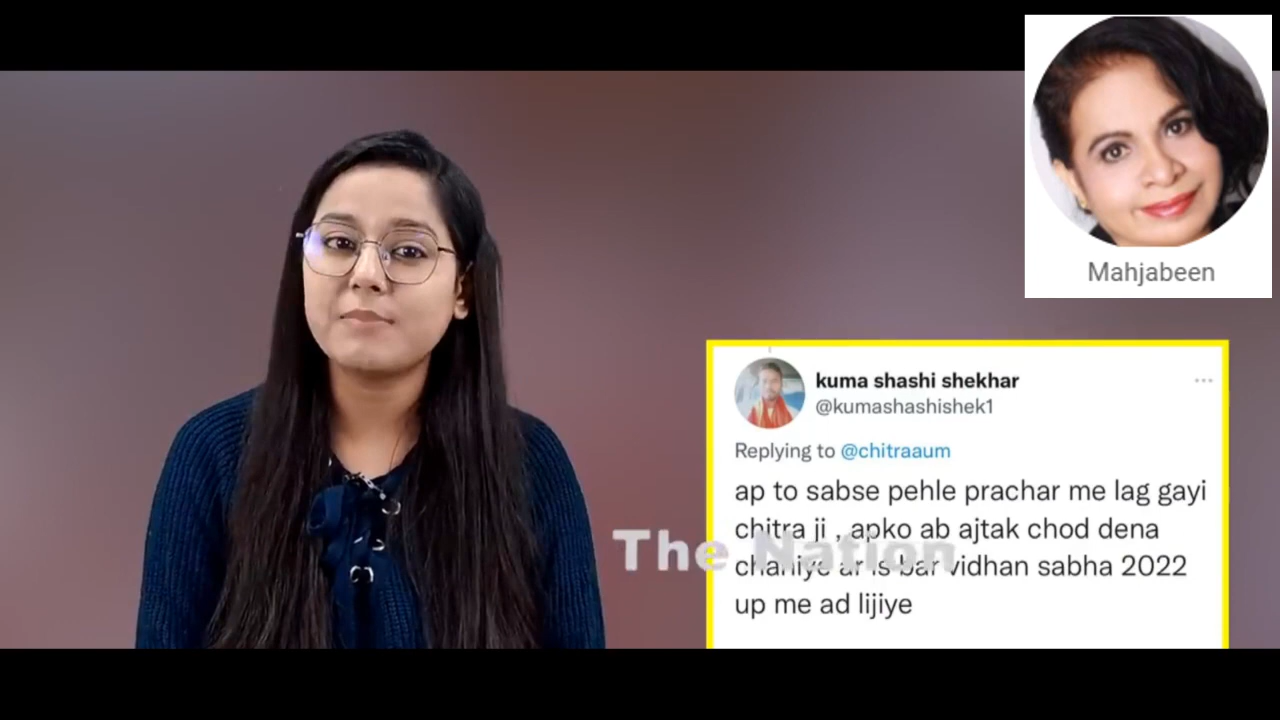 Mahjabeen
kuma shashi shekhar
@kumashashishek1
Replying to @chitraaum
ap to sabse pehle prachar me lag gayi
chitra ji , apko ab ajtak chod dena
chahiye ar is bar vidhan sabha 2022
up me ad lijiye
The Nation